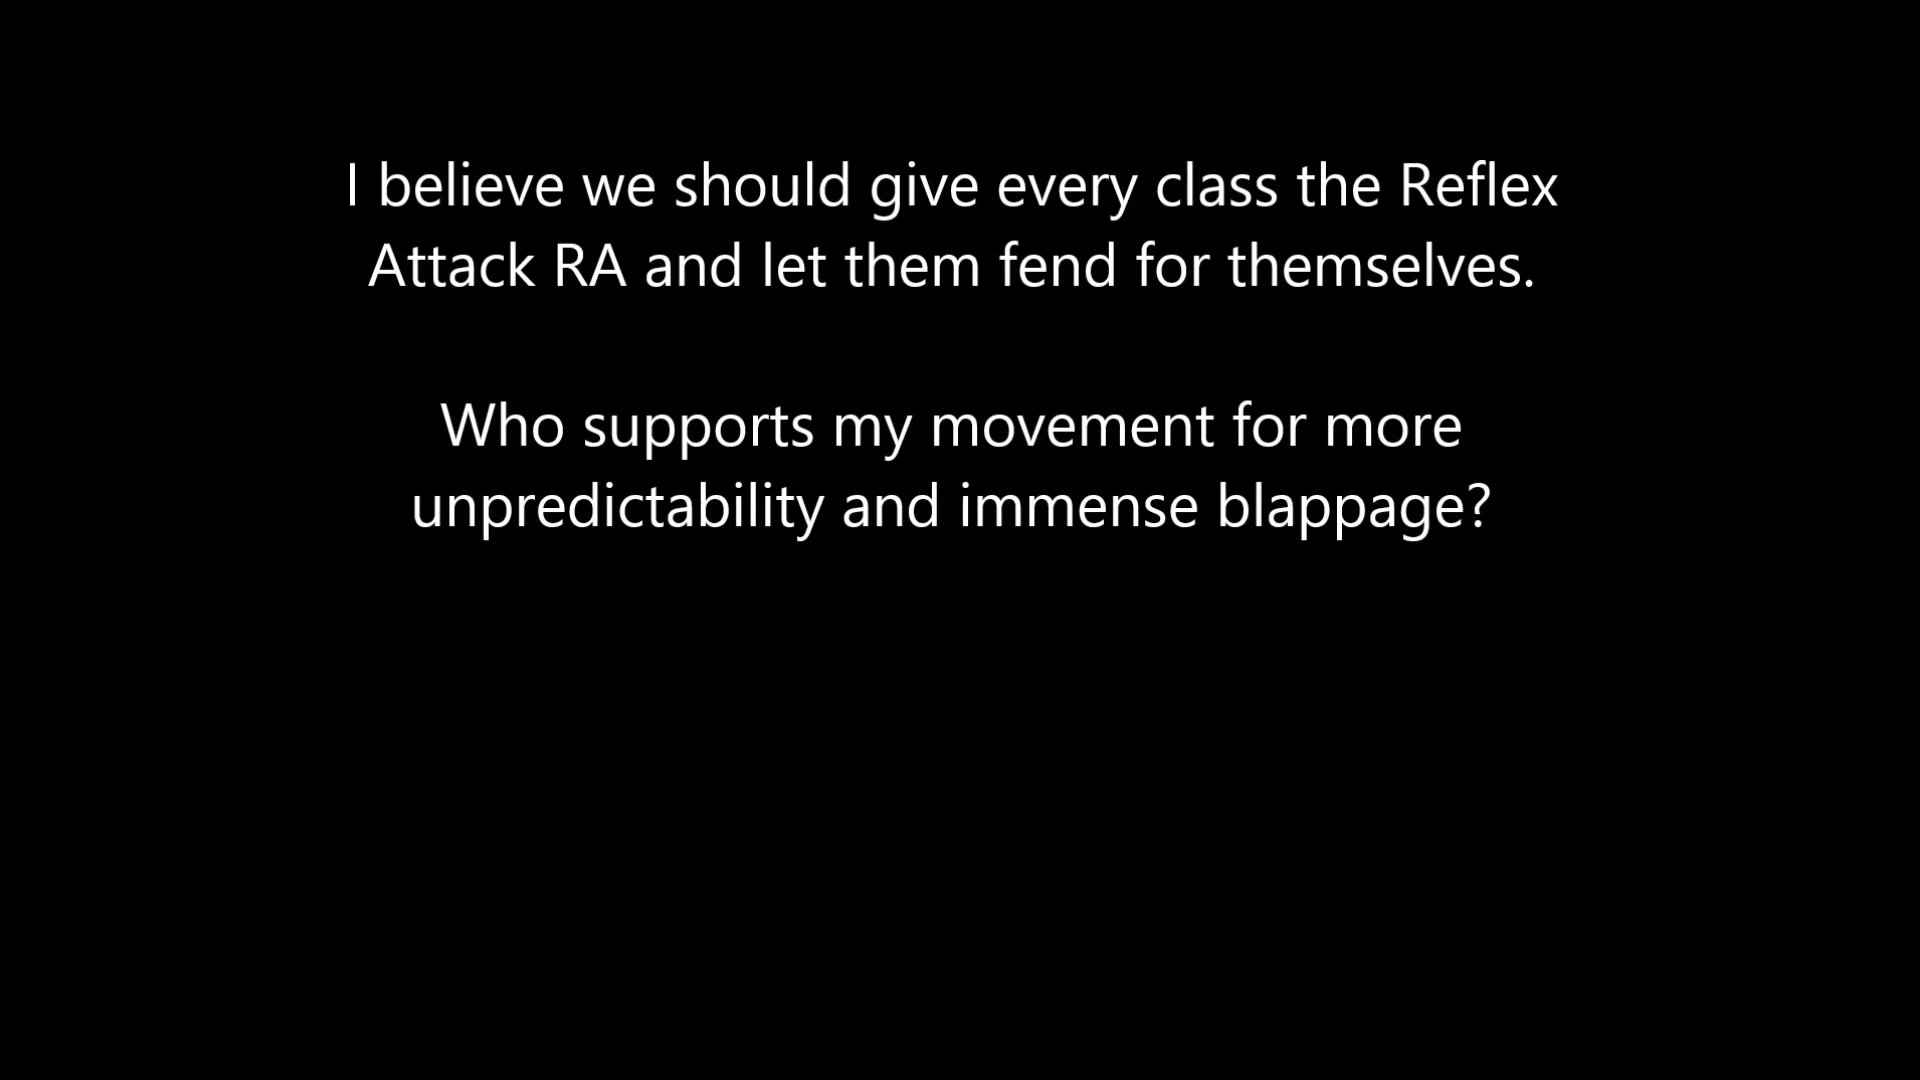 I believe we should give every class the Reflex
Attack RA and let them fend for themselves.
Who supports my movement for more
unpredictability and immense blappage?